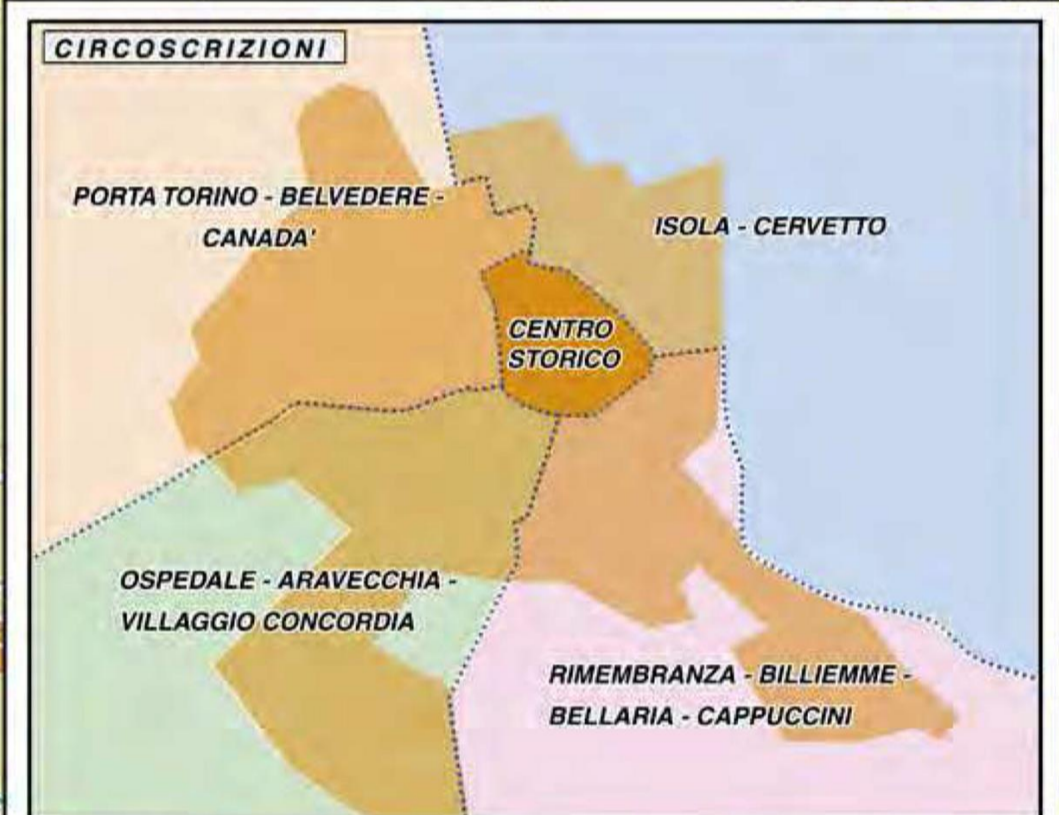 CIRCOSCRIZIONI
PORTA TORINO - BELVEDERE -
CANADA'
ISOLA - CERVETTO
CENTRO
STORICO
OSPEDALE - ARAVECCHIA -
VILLAGGIO CONCORDIA
RIMEMBRANZA - BILLIEMME -
BELLARIA - CAPPUCCINI